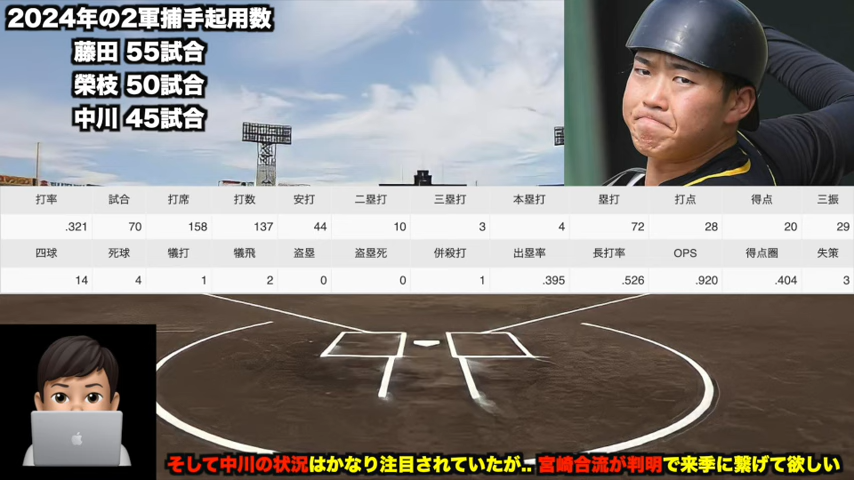 2024年の2軍捕手起用数
藤田 55試合
榮枝 50試合
中川 45試合
打率 試合 打席 打数 安打 二塁打 三塁打 本塁打 塁打 打点 得点 三振
.321 70 158 137 44 10 3 4 72 28 20 29
四球 死球 犠打 犠飛 盗塁 盗塁死 併殺打 出塁率 長打率 OPS 得点圏 失策
14 4 1 2 0 0 1 .395 .526 .920 .404 3
そして中川の状況はかなり注目されていたが.. 宮崎合流が判明で来季に繋げて欲しい